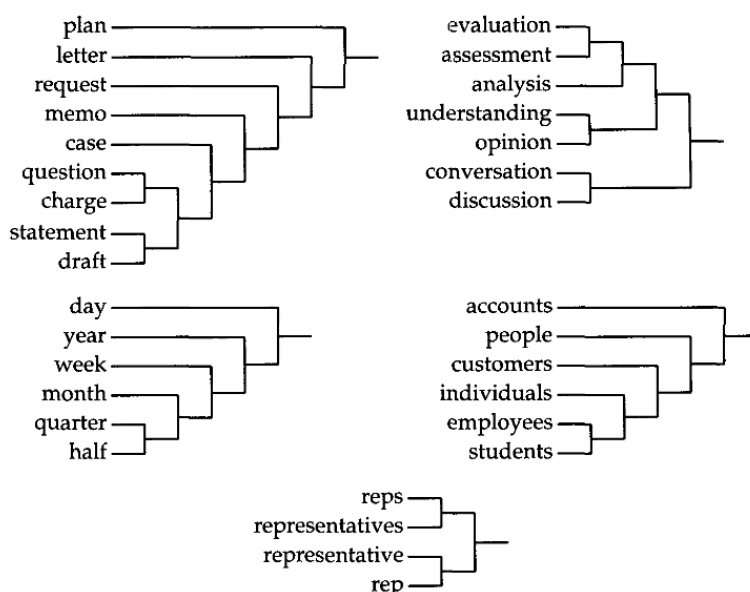 plan
letter
request
memo
case
question
charge
statement
draft
evaluation
assessment
analysis
understanding
opinion
conversation
discussion
day
year
week
month
quarter
half
accounts
people
customers
individuals
employees
students
reps
representatives
representative
rep